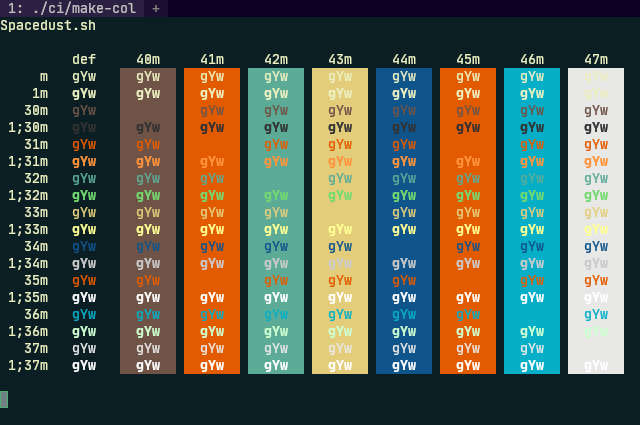 1: ./ci/make-col +
Spacedust.sh
def 40m 41m 42m 43m 44m 45m 46m 47m
m gYw gYw gYw gYw gYw gYw gYw gYw gYw
1m gYw gYw gYw gYw gYw gYw gYw gYw gYw
30m gYw gYw gYw gYw gYw gYw gYw gYw
1;30m gYw gYw gYw gYw gYw gYw gYw gYw gYw
31m gYw gYw gYw gYw gYw gYw gYw
1;31m gYw gYw gYw gYw gYw gYw gYw gYw gYw
32m gYw gYw gYw gYw gYw gYw gYw gYw
1;32m gYw gYw gYw gYw gYw gYw gYw gYw gYw
33m gYw gYw gYw gYw gYw gYw gYw gYw
1;33m gYw gYw gYw gYw gYw gYw gYw gYw gYw
34m gYw gYw gYw gYw gYw gYw gYw gYw
1;34m gYw gYw gYw gYw gYw gYw gYw gYw gYw
35m gYw gYw gYw gYw gYw gYw gYw
1;35m gYw gYw gYw gYw gYw gYw gYw gYw gYw
36m gYw gYw gYw gYw gYw gYw gYw gYw
1;36m gYw gYw gYw gYw gYw gYw gYw gYw gYw
37m gYw gYw gYw gYw gYw gYw gYw gYw
1;37m gYw gYw gYw gYw gYw gYw gYw gYw gYw